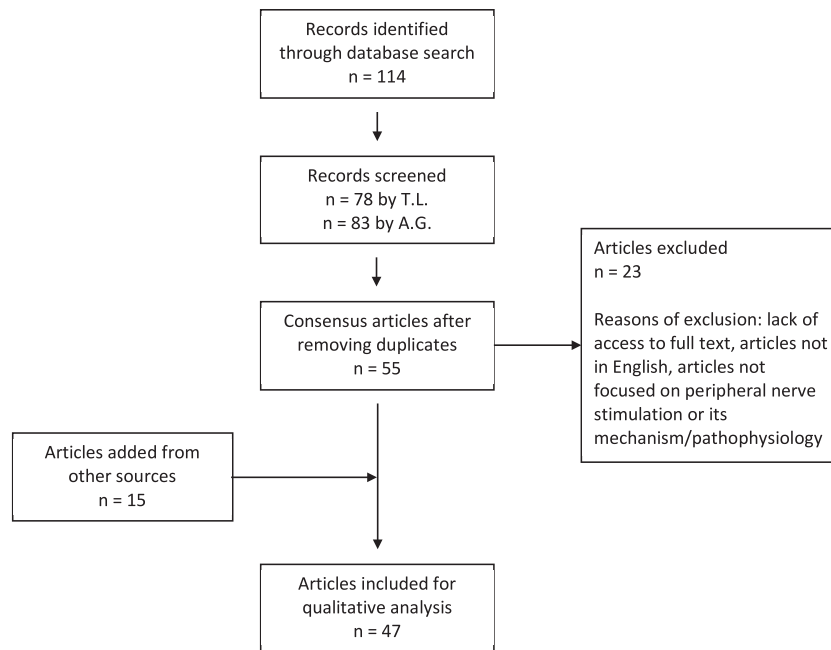 Records identified
through database search
n = 114
Records screened
n = 78 by T.L.
n = 83 by A.G.
Consensus articles after
removing duplicates
n = 55
Articles excluded
n = 23
Reasons of exclusion: lack of
access to full text, articles not
in English, articles not
focused on peripheral nerve
stimulation or its
mechanism/pathophysiology
Articles added from
other sources
n = 15
Articles included for
qualitative analysis
n = 47